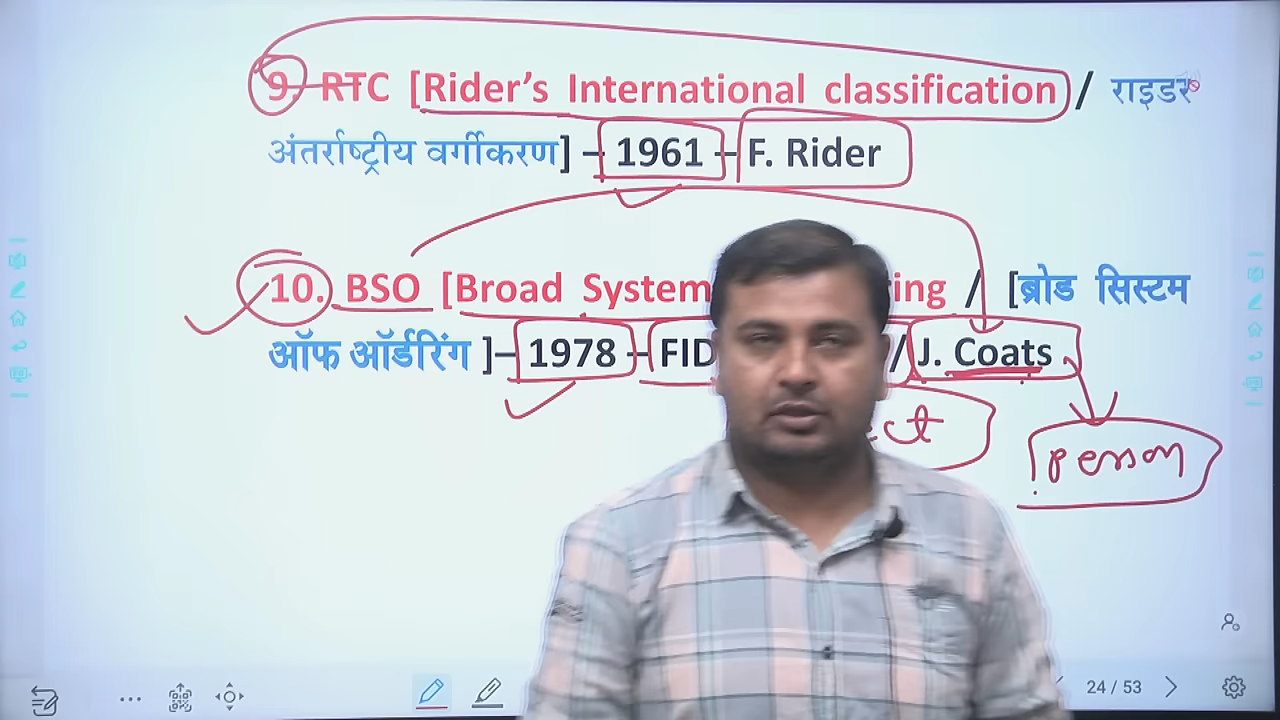 9. RTC [Rider’s International classification / राइडर
अंतर्राष्ट्रीय वर्गीकरण] – 1961 – F. Rider
10. BSO [Broad System ing / [ब्रोड सिस्टम
ऑफ ऑर्डरिंग ]– 1978 – FID / J. Coats
person
24 / 53